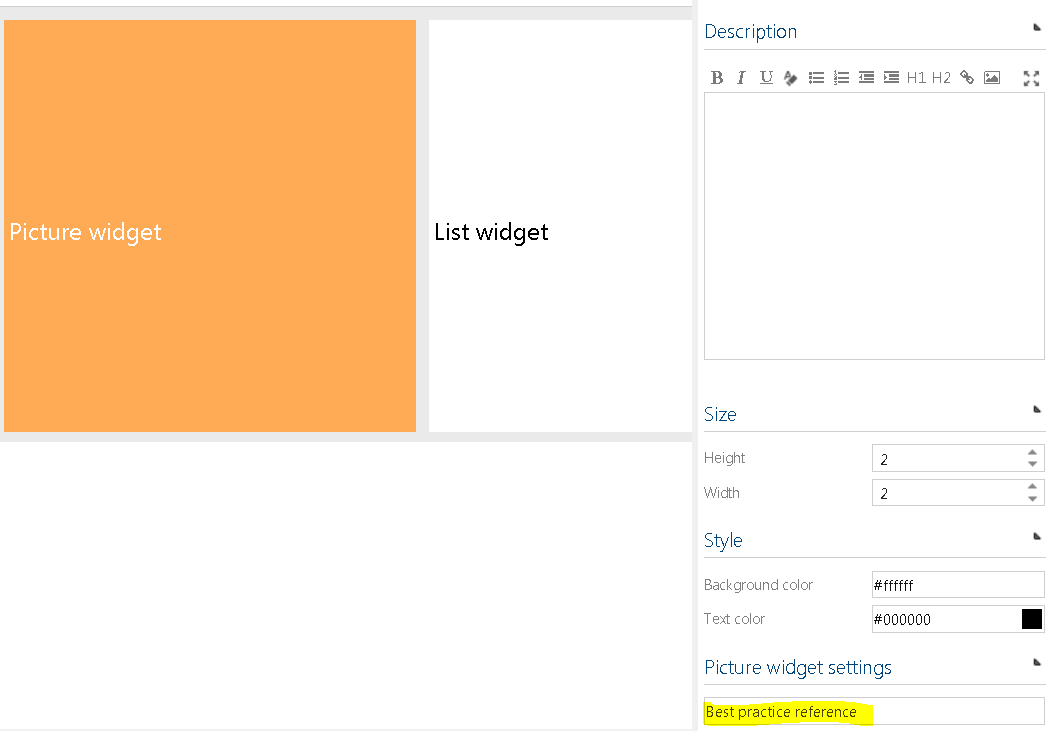 Picture widget
List widget
Description
B I U H1 H2
Size
Height 2
Width 2
Style
Background color #ffffff
Text color #000000
Picture widget settings
Best practice reference